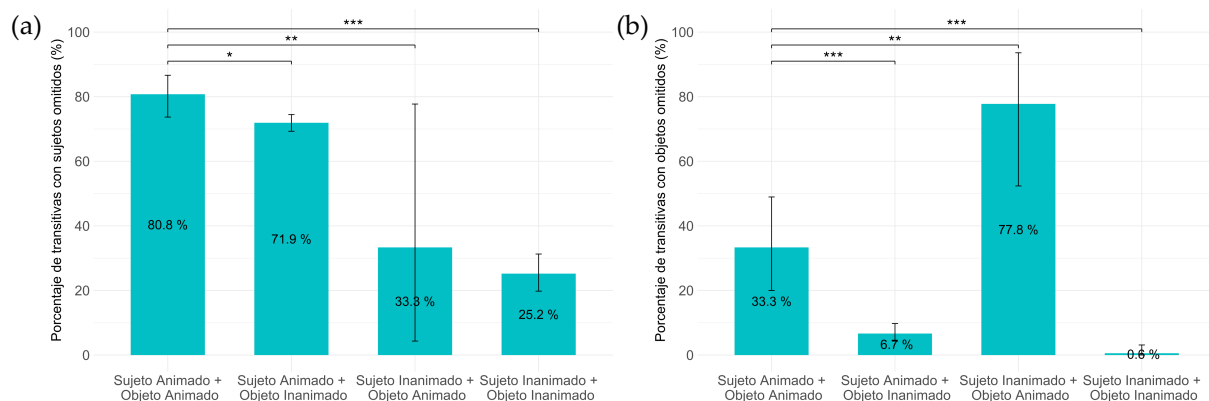 (a)
Porcentaje de transitivas con sujetos omitidos (%)
100
80
60
40
20
0
***
**
*
80.8 %
71.9 %
33.3 %
25.2 %
Sujeto Animado +
Objeto Animado
Sujeto Animado +
Objeto Inanimado
Sujeto Inanimado +
Objeto Animado
Sujeto Inanimado +
Objeto Inanimado
(b)
Porcentaje de transitivas con objetos omitidos (%)
100
80
60
40
20
0
***
**
***
33.3 %
6.7 %
77.8 %
0.6 %
Sujeto Animado +
Objeto Animado
Sujeto Animado +
Objeto Inanimado
Sujeto Inanimado +
Objeto Animado
Sujeto Inanimado +
Objeto Inanimado